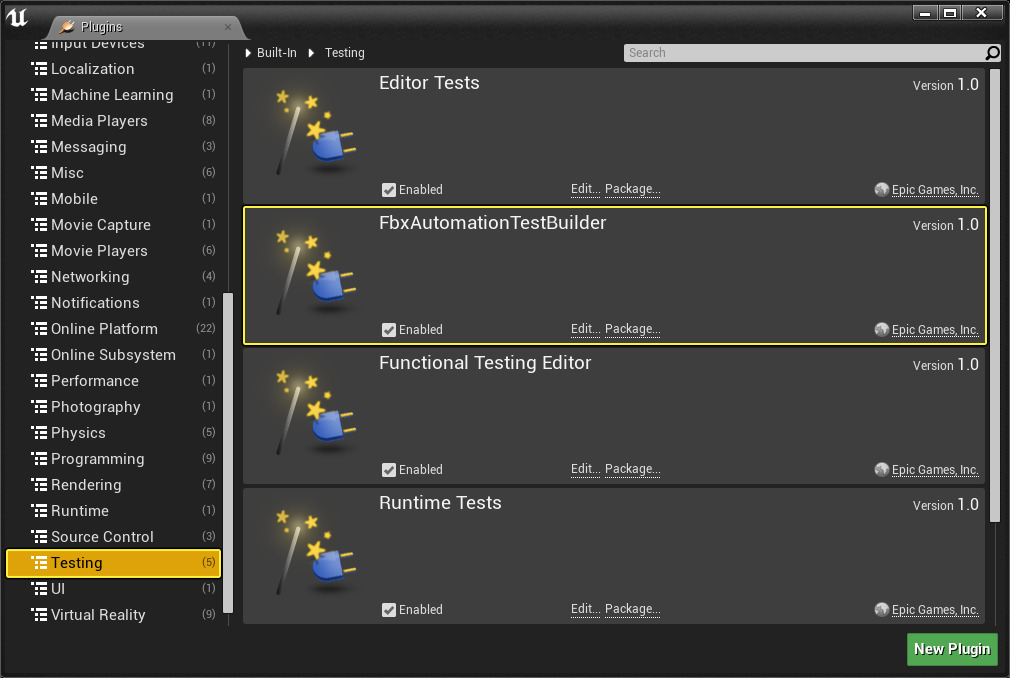 Plugins
Input Devices (11)
Localization (1)
Machine Learning (1)
Media Players (8)
Messaging (3)
Misc (6)
Mobile (1)
Movie Capture (1)
Movie Players (6)
Networking (4)
Notifications (1)
Online Platform (22)
Online Subsystem (1)
Performance (1)
Photography (1)
Physics (5)
Programming (9)
Rendering (7)
Runtime (1)
Source Control (3)
Testing (5)
UI (1)
Virtual Reality (9)
Built-In Testing
Search
Editor Tests Version 1.0
Enabled Edit... Package... Epic Games, Inc.
FbxAutomationTestBuilder Version 1.0
Enabled Edit... Package... Epic Games, Inc.
Functional Testing Editor Version 1.0
Enabled Edit... Package... Epic Games, Inc.
Runtime Tests Version 1.0
Enabled Edit... Package... Epic Games, Inc.
New Plugin